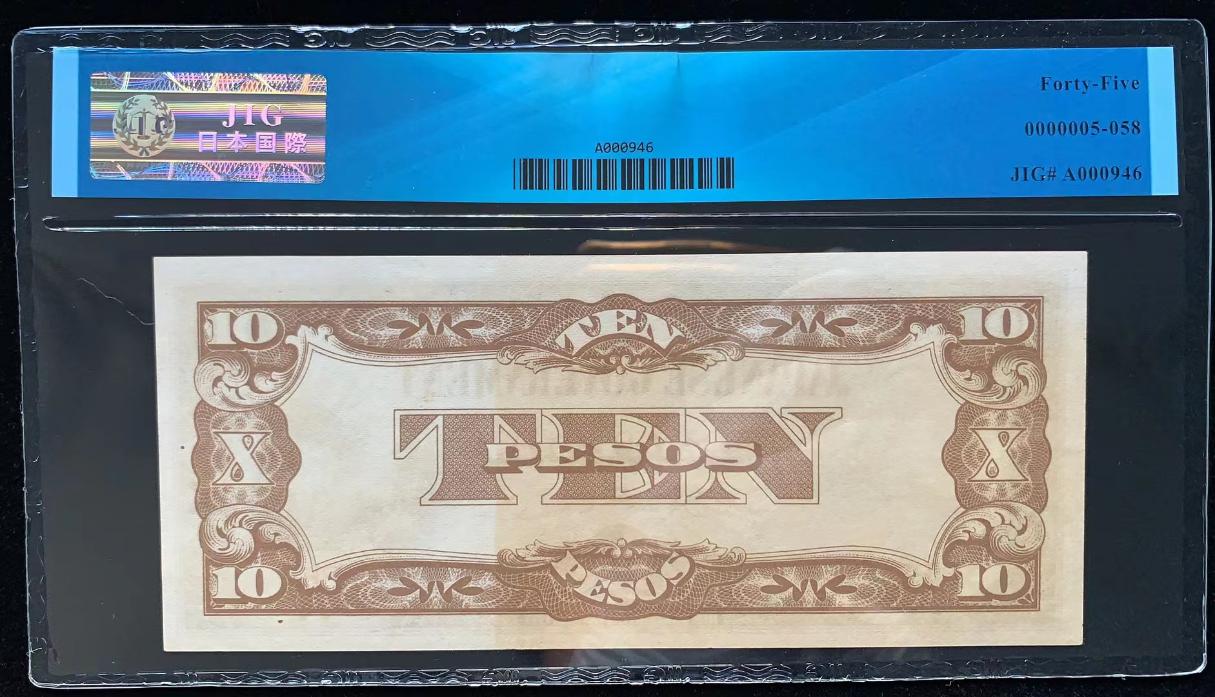 JIG
日本国際
A000946
Forty-Five
0000005-058
JIG# A000946
10
TEN
10
X
TEN
PESOS
X
10
PESOS
10